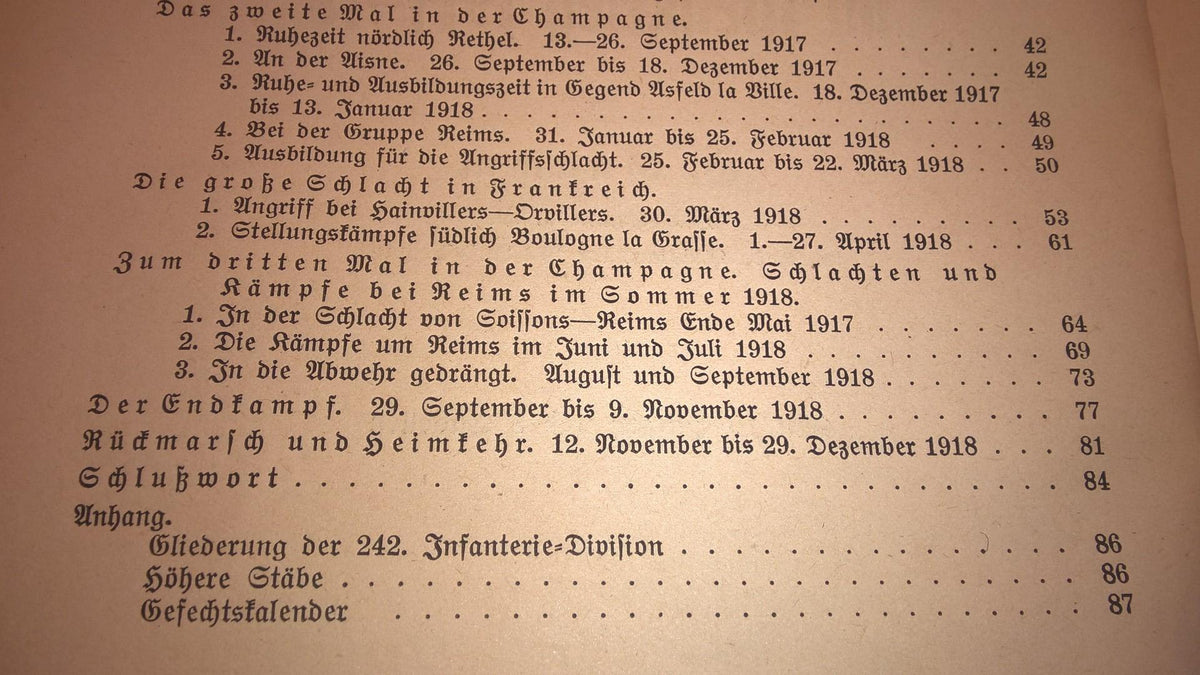 Das zweite Mal in der Champagne.
1. Ruhezeit nördlich Rethel. 13.—26. September 1917 . . . . . . . . 42
2. An der Aisne. 26. September bis 18. Dezember 1917 . . . . . . . 42
3. Ruhe- und Ausbildungszeit in Gegend Asfeld la Ville. 18. Dezember 1917
bis 13. Januar 1918 . . . . . . . . . . . . . . . . . . . . . . . 48
4. Bei der Gruppe Reims. 31. Januar bis 25. Februar 1918 . . . . 49
5. Ausbildung für die Angriffsschlacht. 25. Februar bis 22. März 1918 . . 50
Die große Schlacht in Frankreich.
1. Angriff bei Hainvillers—Orvillers. 30. März 1918 . . . . . . . . . 53
2. Stellungskämpfe südlich Boulogne la Grasse. 1.—27. April 1918 . . . 61
Zum dritten Mal in der Champagne. Schlachten und
Kämpfe bei Reims im Sommer 1918.
1. In der Schlacht von Soissons—Reims Ende Mai 1917 . . . . . . . 64
2. Die Kämpfe um Reims im Juni und Juli 1918 . . . . . . . . . . 69
3. In die Abwehr gedrängt. August und September 1918 . . . . . . . 73
Der Endkampf. 29. September bis 9. November 1918 . . . . . . . . . 77
Rückmarsch und Heimkehr. 12. November bis 29. Dezember 1918 . . . 81
Schlußwort . . . . . . . . . . . . . . . . . . . . . . . . . . . . 84
Anhang.
Gliederung der 242. Infanterie-Division . . . . . . . . . . . . . . 86
Höhere Stäbe . . . . . . . . . . . . . . . . . . . . . . . . . . . 86
Gefechtskalender . . . . . . . . . . . . . . . . . . . . . . . . 87